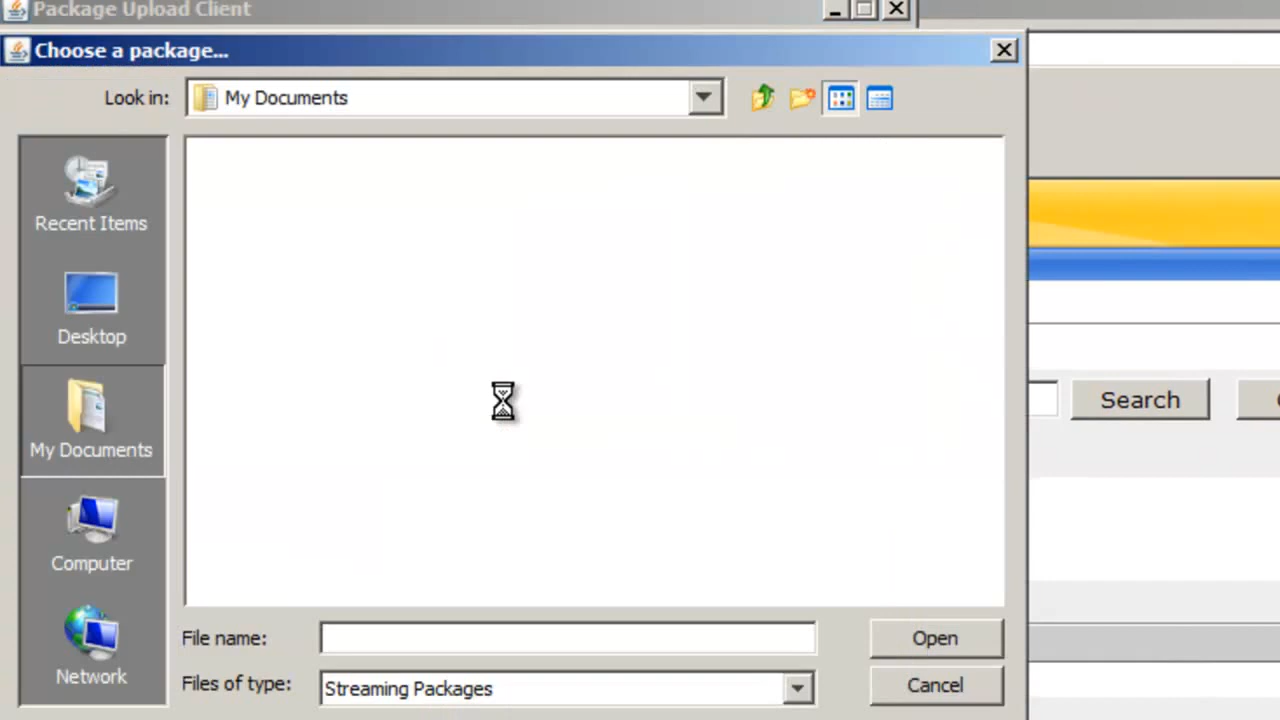 Package Upload Client
Choose a package...
Look in:
My Documents
Recent Items
Desktop
My Documents
Computer
Network
Search
File name:
Open
Files of type:
Streaming Packages
Cancel